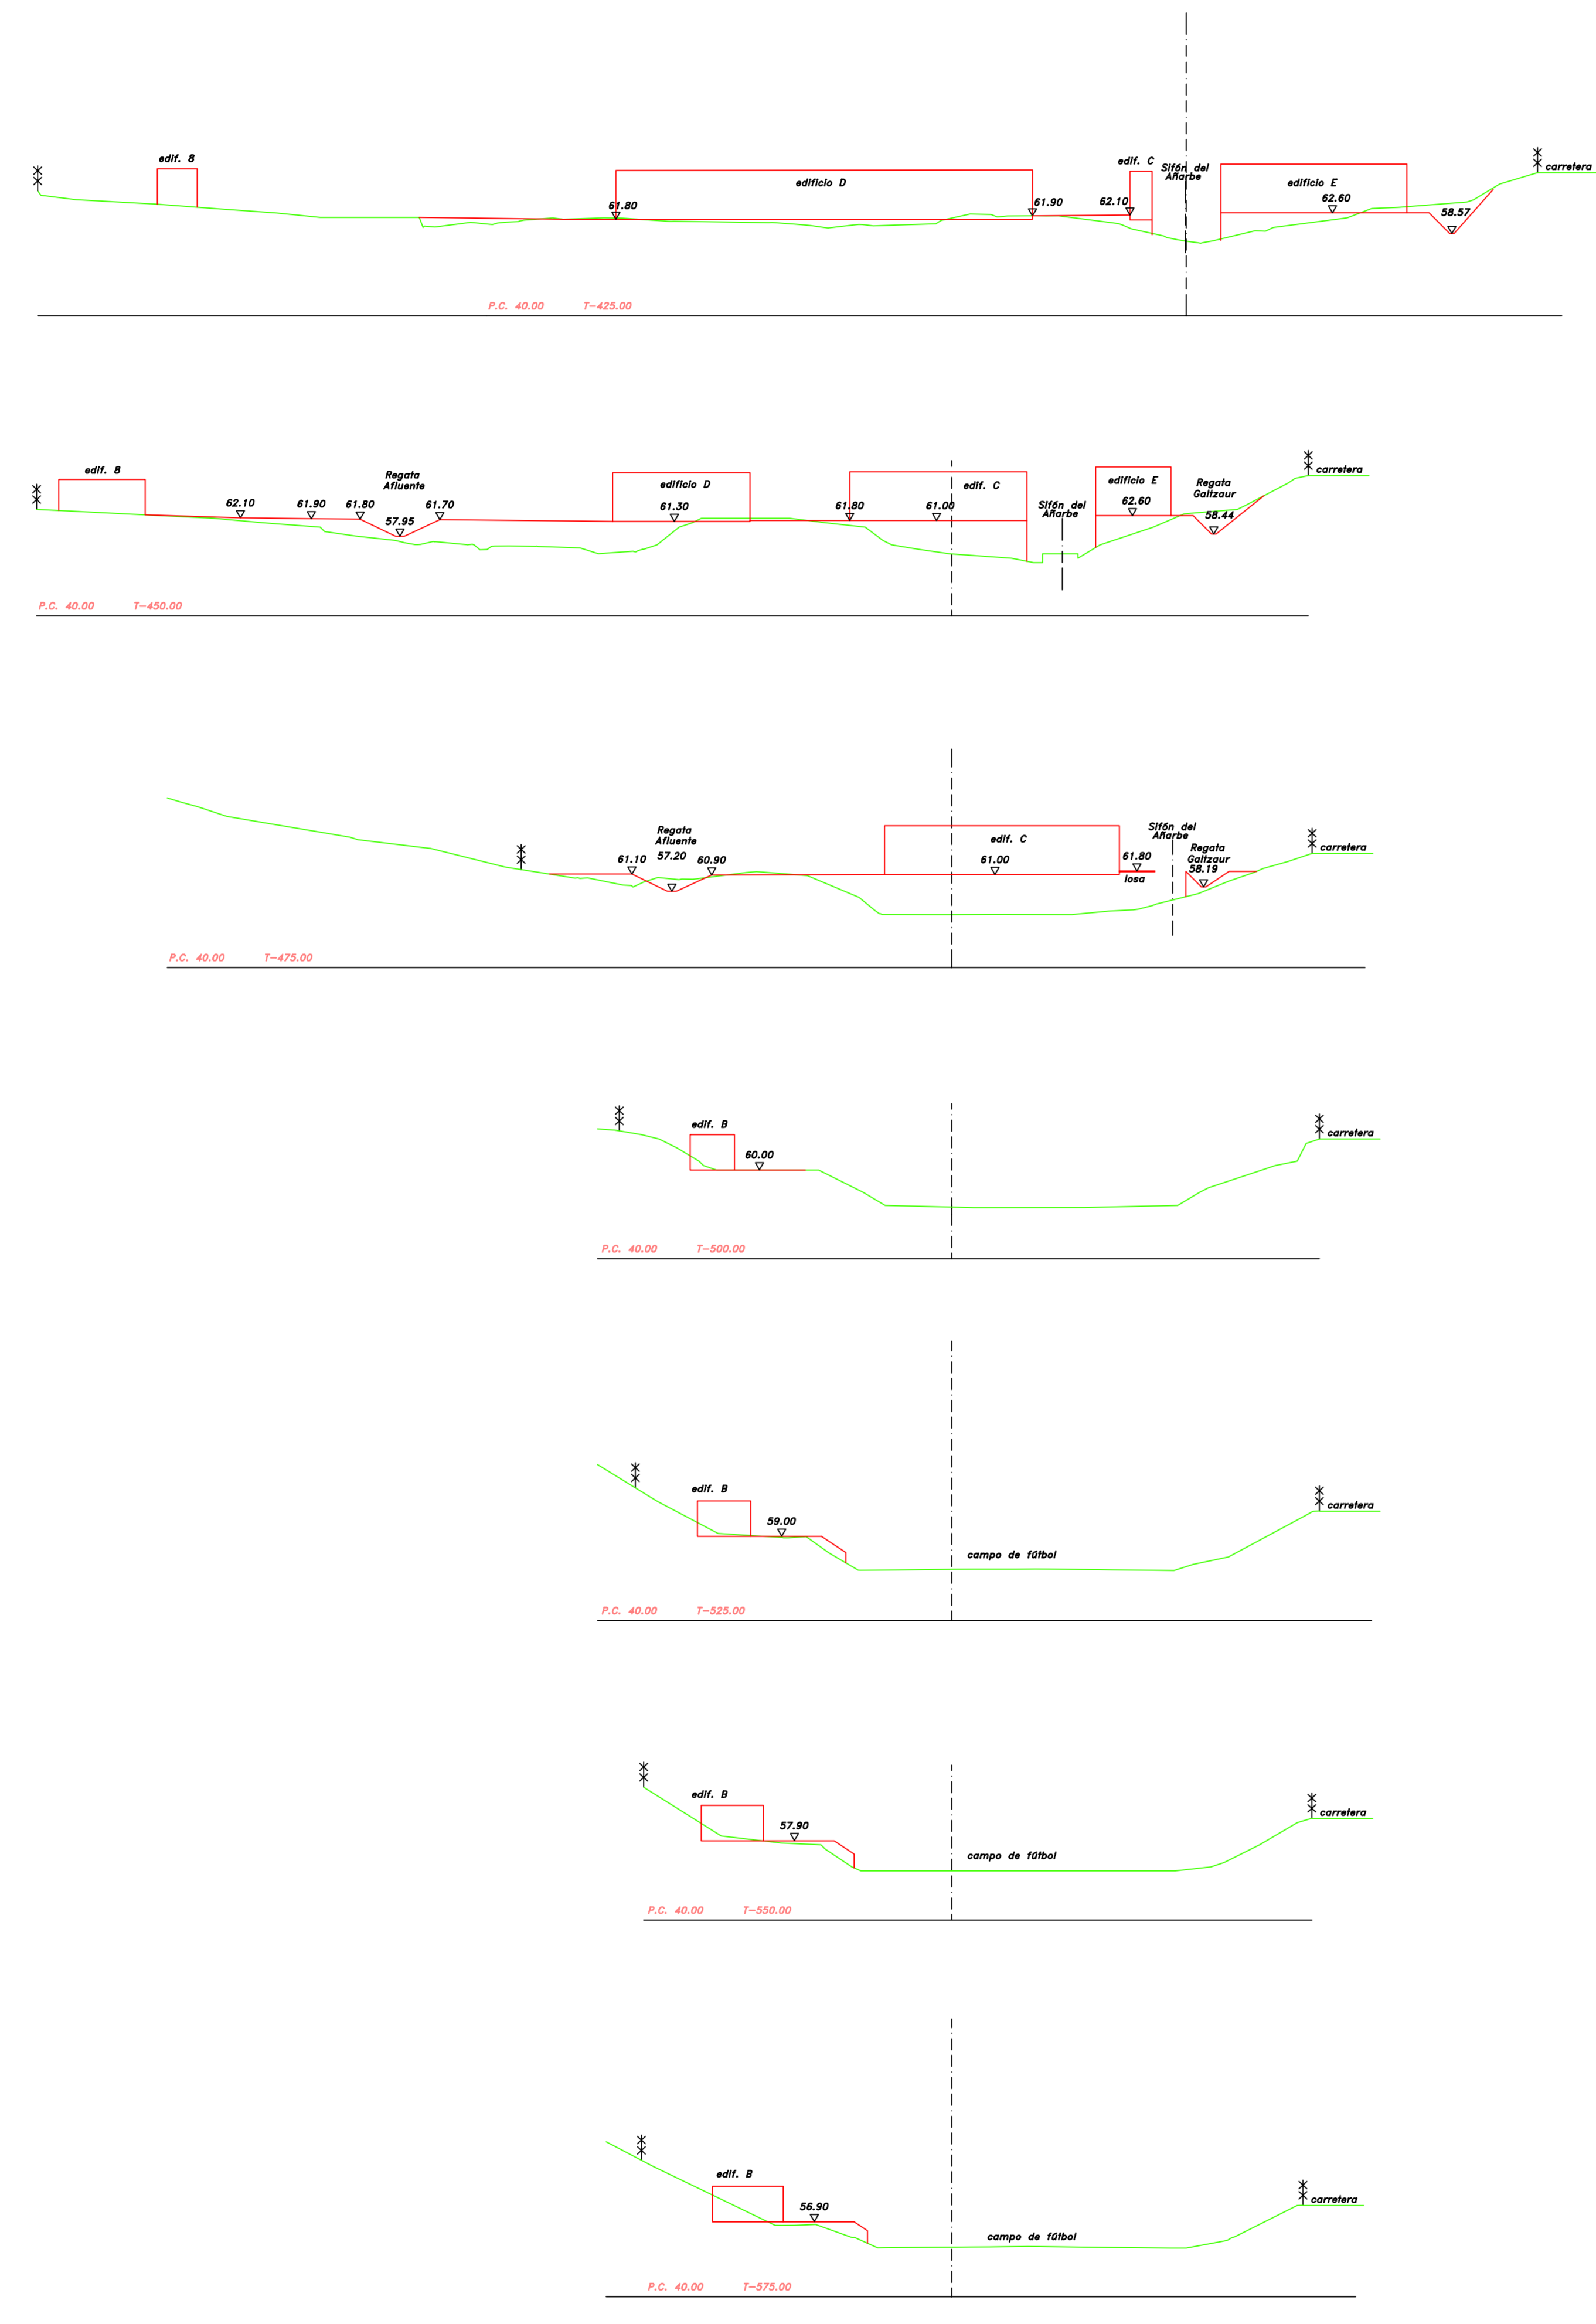 edif. 8
edificio D
edif. C
Sifón del
Añarbe
edificio E
carretera
61.80
61.90
62.10
62.60
58.57
P.C. 40.00 T-425.00
edif. 8
Regata
Afluente
edificio D
edif. C
edificio E
Regata
Galtzaur
carretera
62.10
61.90
61.80
57.95
61.70
61.30
61.80
61.00
Sifón del
Añarbe
62.60
58.44
P.C. 40.00 T-450.00
Regata
Afluente
61.10
57.20
60.90
edif. C
61.00
Sifón del
Añarbe
61.80
losa
Regata
Galtzaur
58.19
carretera
P.C. 40.00 T-475.00
edif. B
60.00
carretera
P.C. 40.00 T-500.00
edif. B
59.00
carretera
campo de fútbol
P.C. 40.00 T-525.00
edif. B
57.90
carretera
campo de fútbol
P.C. 40.00 T-550.00
edif. B
56.90
carretera
campo de fútbol
P.C. 40.00 T-575.00